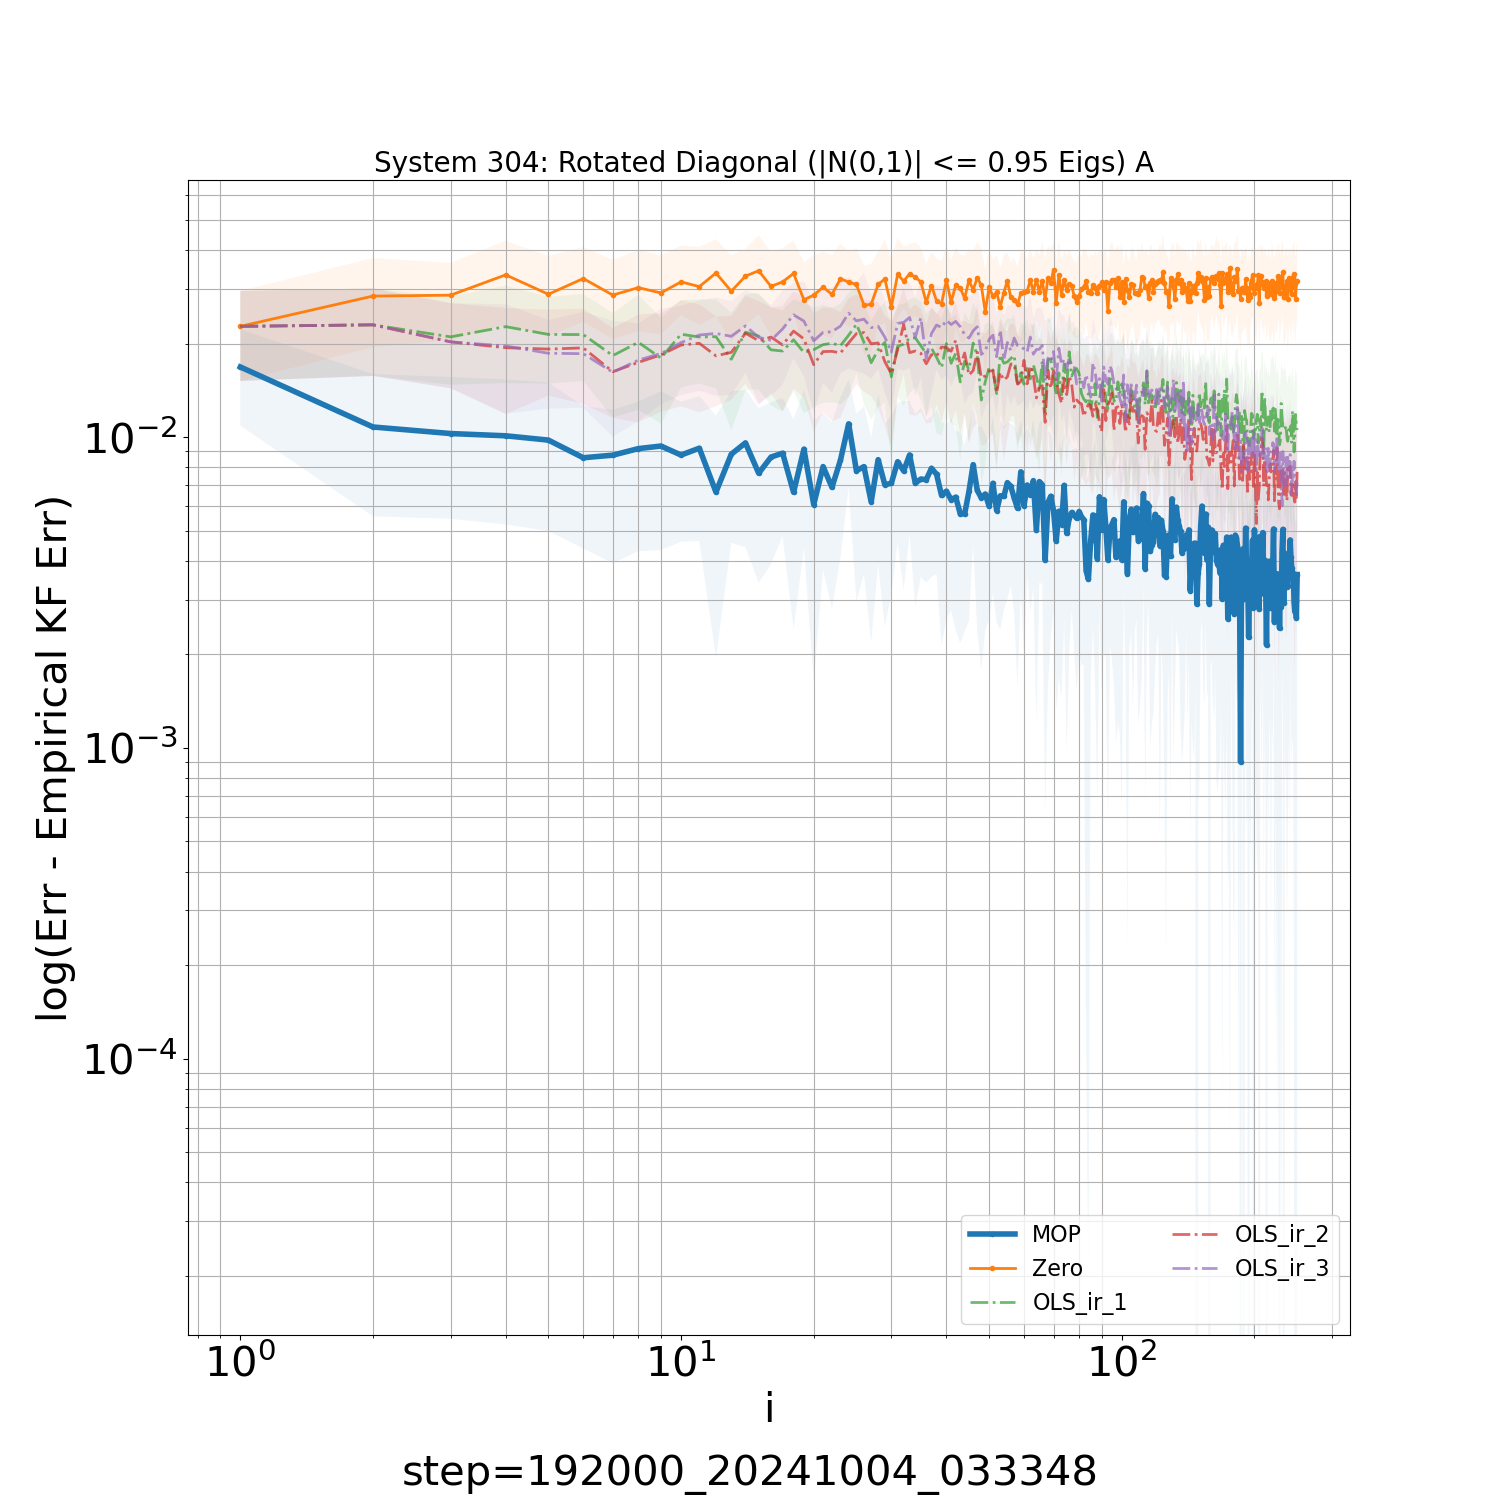 System 304: Rotated Diagonal (|N(0,1)| <= 0.95 Eigs) A
log(Err - Empirical KF Err)
10⁻²
10⁻³
10⁻⁴
10⁰
10¹
10²
i
MOP
Zero
OLS_ir_1
OLS_ir_2
OLS_ir_3
step=192000_20241004_033348